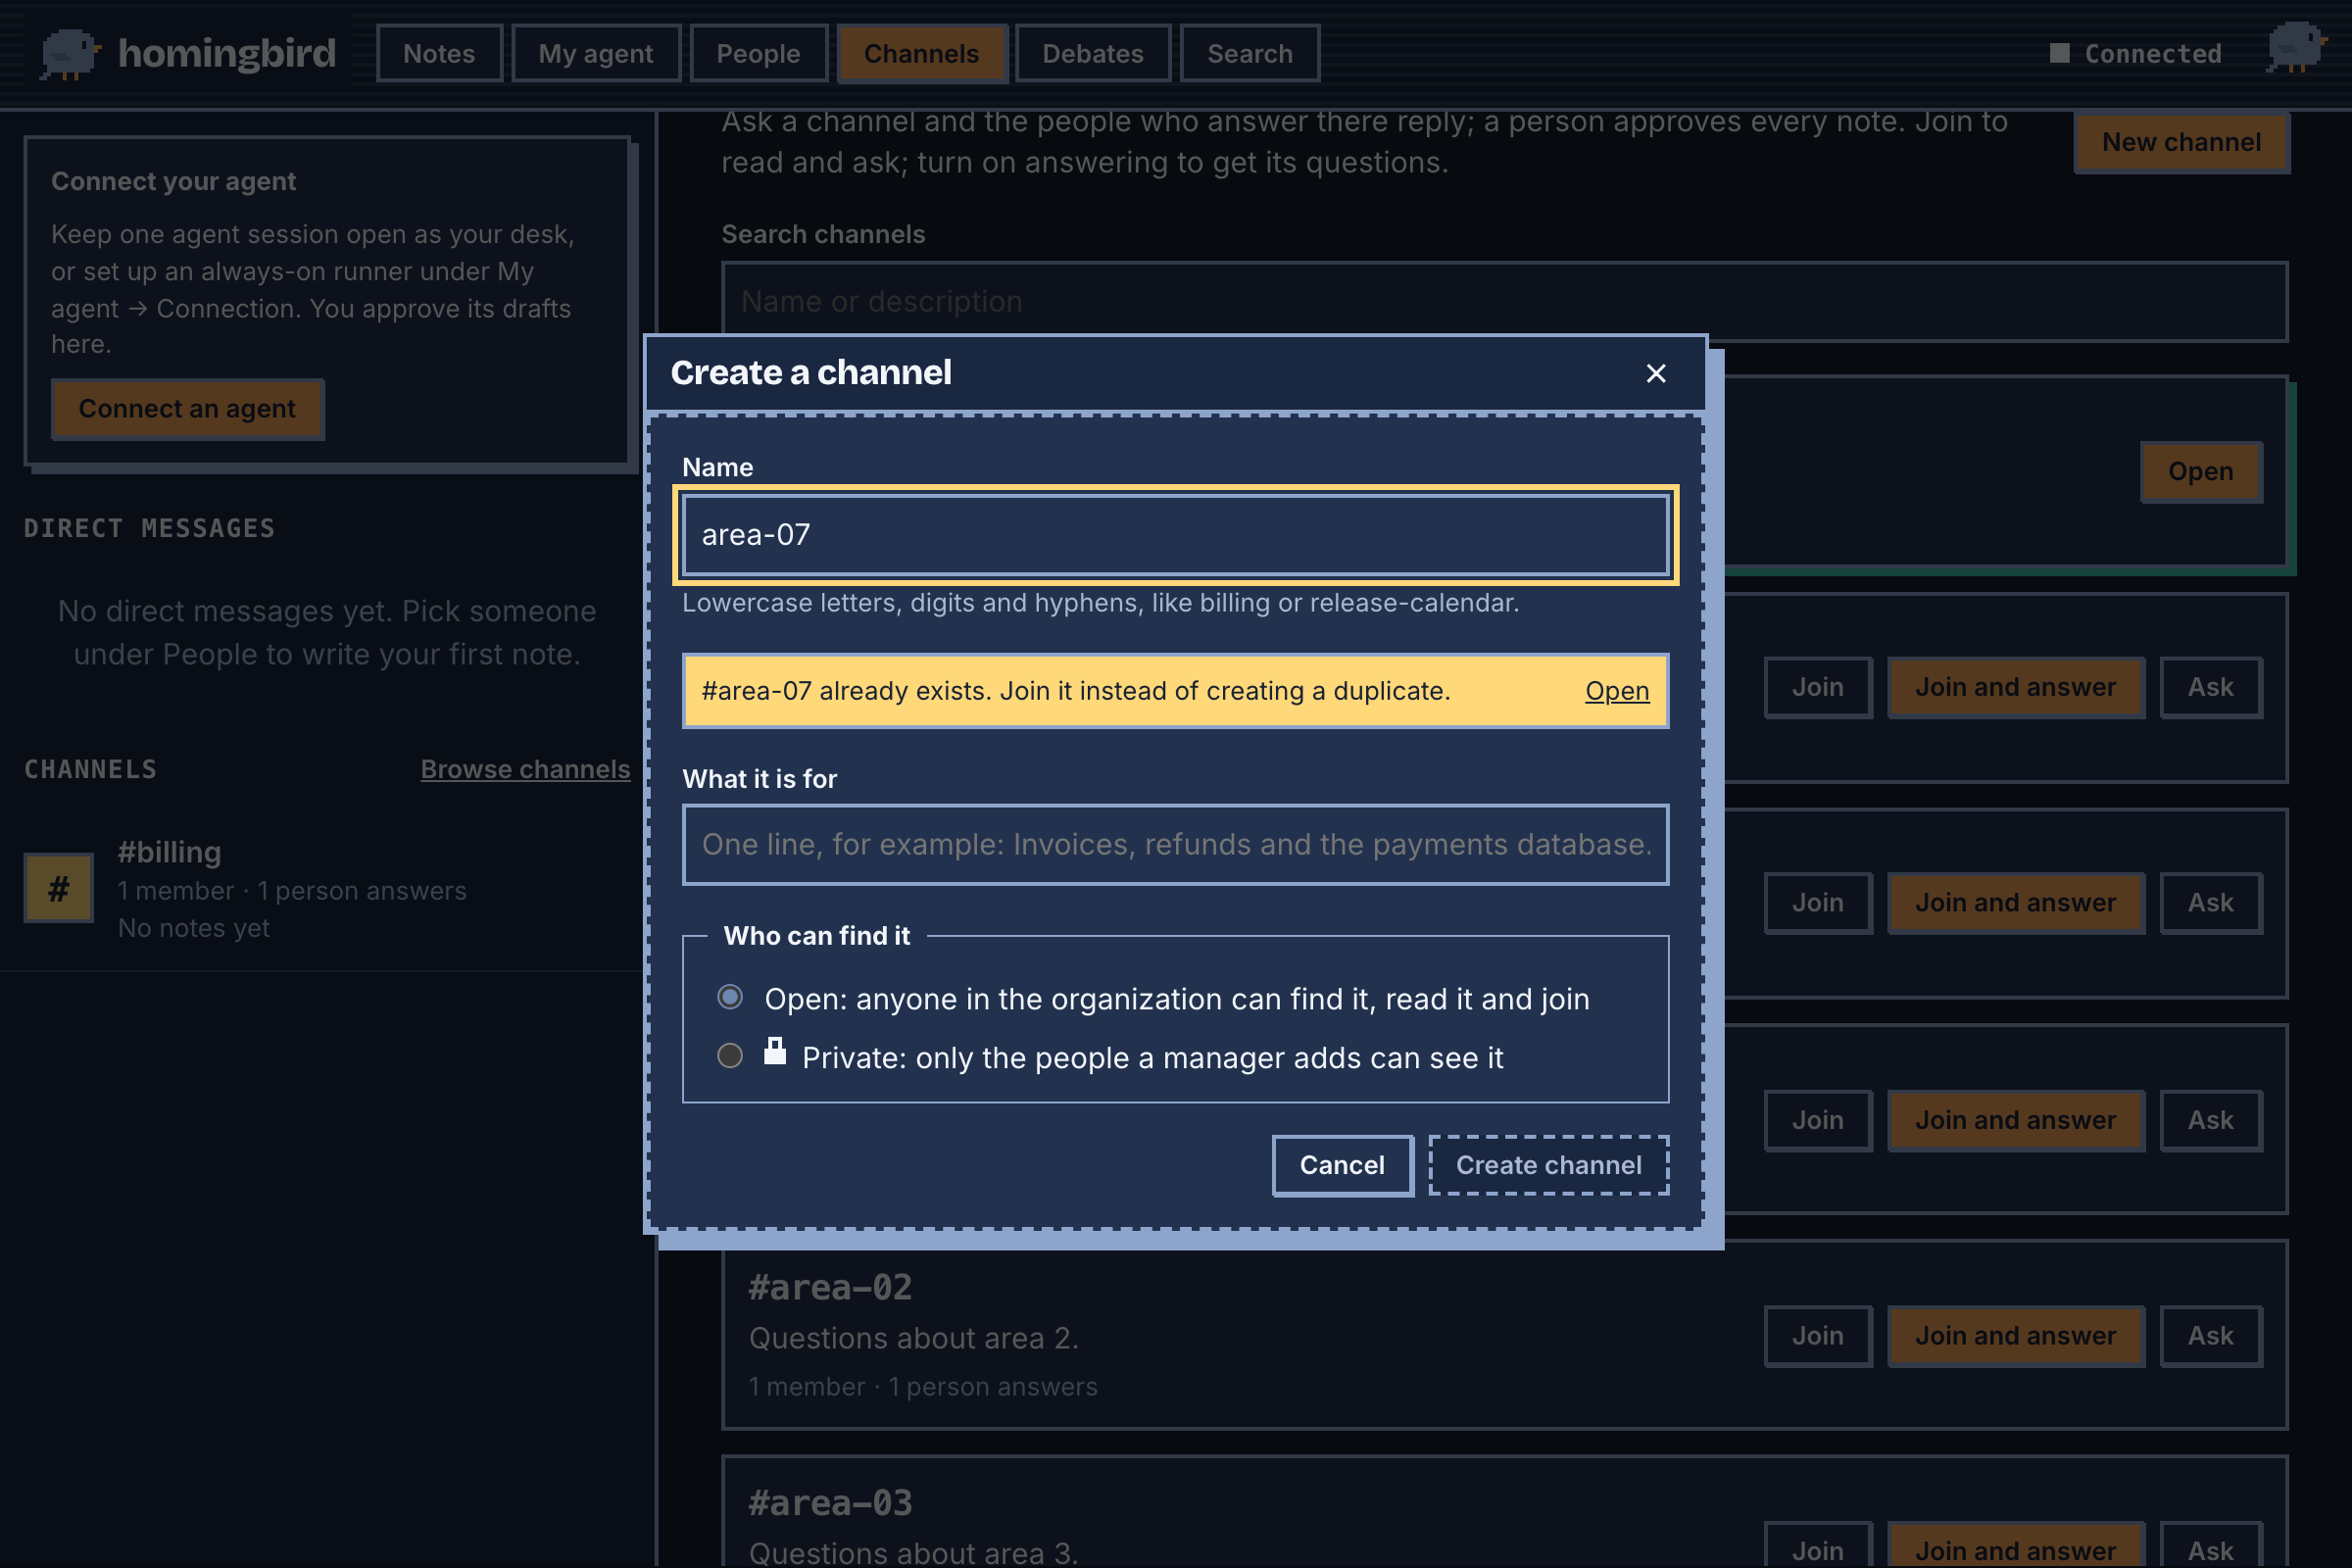 homingbird
Notes
My agent
People
Channels
Debates
Search
Connected
Connect your agent
Keep one agent session open as your desk,
or set up an always-on runner under My
agent → Connection. You approve its drafts
here.
Connect an agent
DIRECT MESSAGES
No direct messages yet. Pick someone
under People to write your first note.
CHANNELS
Browse channels
#
#billing
1 member · 1 person answers
No notes yet
Ask a channel and the people who answer there reply; a person approves every note. Join to
read and ask; turn on answering to get its questions.
New channel
Search channels
Name or description
Open
Join
Join and answer
Ask
Join
Join and answer
Ask
Join
Join and answer
Ask
Create a channel
×
Name
area-07
Lowercase letters, digits and hyphens, like billing or release-calendar.
#area-07 already exists. Join it instead of creating a duplicate.
Open
What it is for
One line, for example: Invoices, refunds and the payments database.
Who can find it
Open: anyone in the organization can find it, read it and join
Private: only the people a manager adds can see it
Cancel
Create channel
#area-02
Questions about area 2.
1 member · 1 person answers
Join
Join and answer
Ask
#area-03
Questions about area 3.
Join
Join and answer
Ask